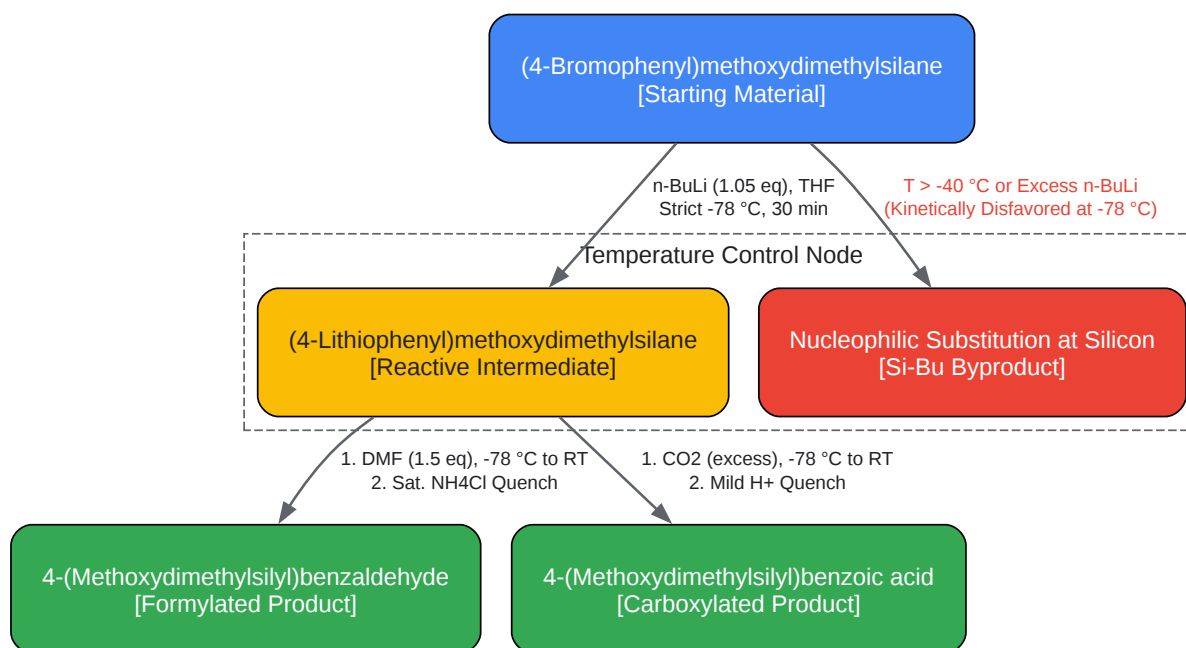 (4-Bromophenyl)methoxydimethylsilane
[Starting Material]
n-BuLi (1.05 eq), THF
Strict -78 °C, 30 min
T > -40 °C or Excess n-BuLi
(Kinetically Disfavored at -78 °C)
Temperature Control Node
(4-Lithiophenyl)methoxydimethylsilane
[Reactive Intermediate]
Nucleophilic Substitution at Silicon
[Si-Bu Byproduct]
1. DMF (1.5 eq), -78 °C to RT
2. Sat. NH4Cl Quench
1. CO2 (excess), -78 °C to RT
2. Mild H+ Quench
4-(Methoxydimethylsilyl)benzaldehyde
[Formylated Product]
4-(Methoxydimethylsilyl)benzoic acid
[Carboxylated Product]